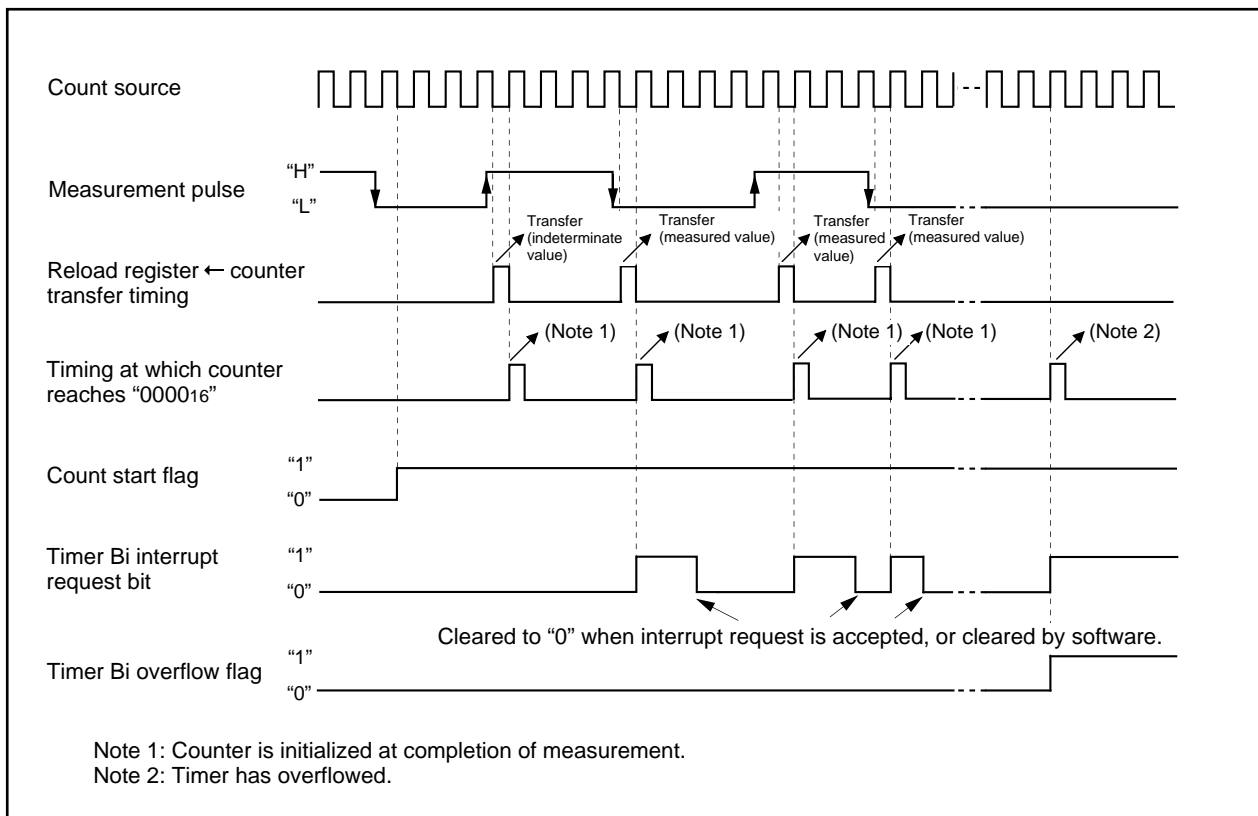 Count source
Measurement pulse
“H”
“L”
Transfer
(indeterminate
value)
Transfer
(measured value)
Transfer
(measured
value)
Transfer
(measured value)
Reload register ← counter
transfer timing
(Note 1)
(Note 1)
(Note 1)
(Note 1)
(Note 2)
Timing at which counter
reaches “000016”
Count start flag
“1”
“0”
Timer Bi interrupt
request bit
“1”
“0”
Cleared to “0” when interrupt request is accepted, or cleared by software.
Timer Bi overflow flag
“1”
“0”
Note 1: Counter is initialized at completion of measurement.
Note 2: Timer has overflowed.